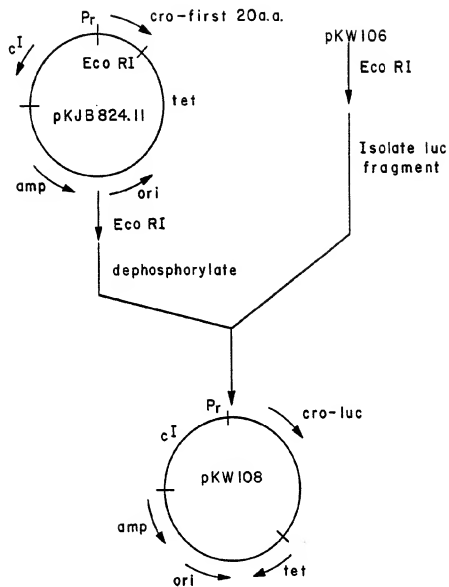 Pr
cro-first 20a.a.
cI
Eco RI
tet
pKJB824.11
amp
ori
Eco RI
dephosphorylate
pKW106
Eco RI
Isolate luc
fragment
Pr
cro-luc
cI
pKW108
amp
ori
tet